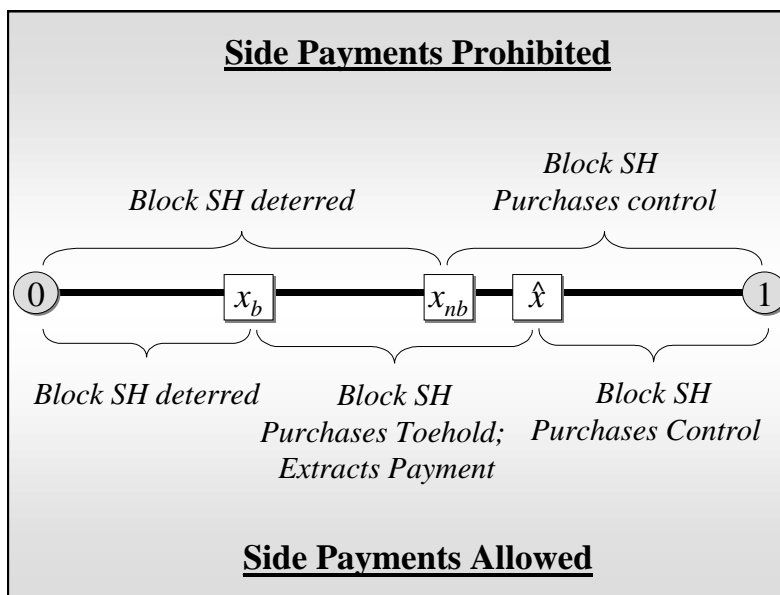 Side Payments Prohibited
Block SH
Purchases control
Block SH deterred
0
x_b
x_nb
x̂
1
Block SH deterred
Block SH
Purchases Toehold;
Extracts Payment
Block SH
Purchases Control
Side Payments Allowed